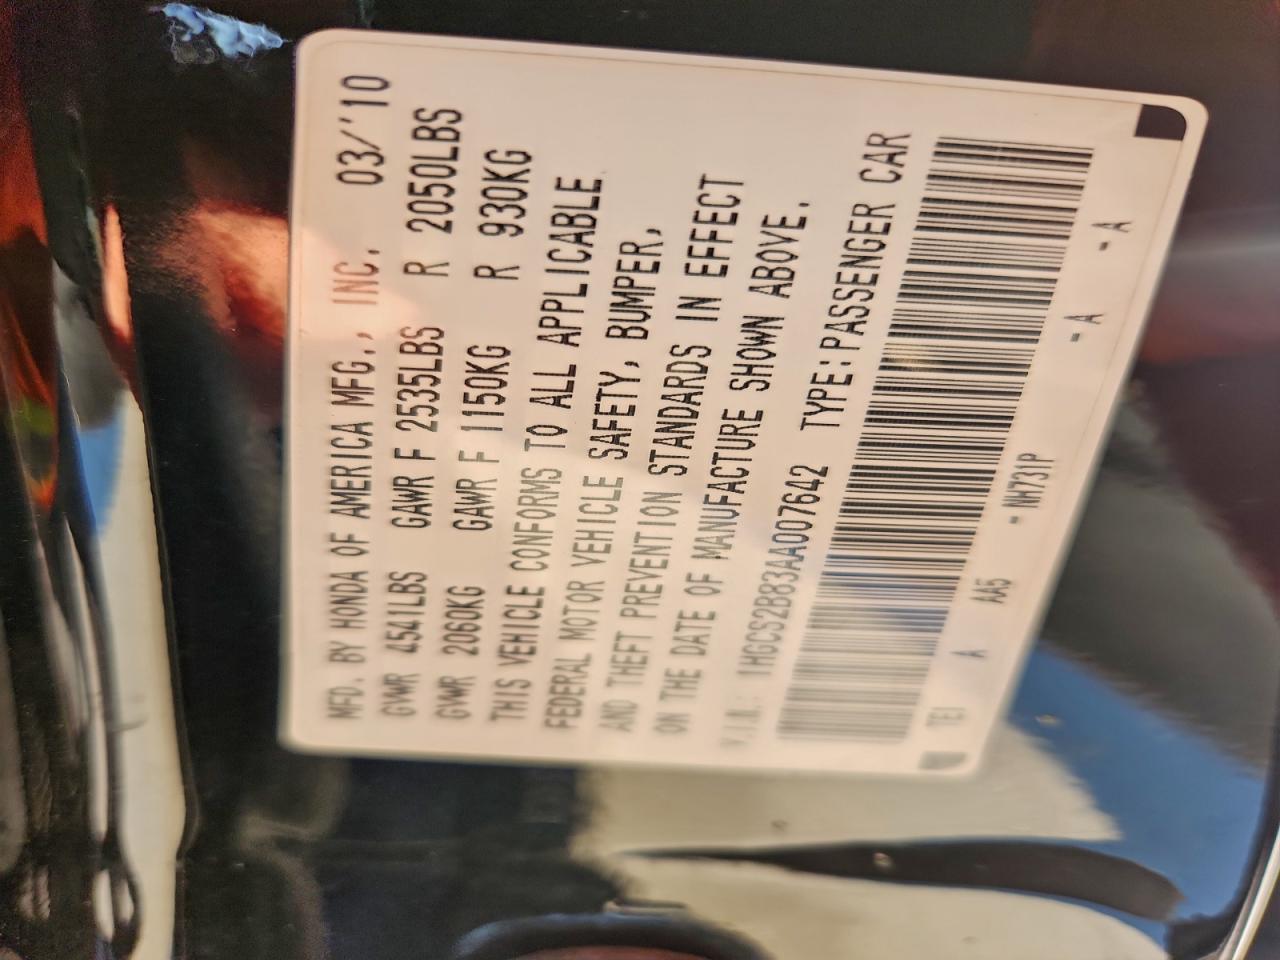 MFD. BY HONDA OF AMERICA MFG., INC. 03/'10
GVWR 4541LBS GAWR F 2535LBS R 2050LBS
GVWR 2060KG GAWR F 1150KG R 930KG
THIS VEHICLE CONFORMS TO ALL APPLICABLE
FEDERAL MOTOR VEHICLE SAFETY, BUMPER,
AND THEFT PREVENTION STANDARDS IN EFFECT
ON THE DATE OF MANUFACTURE SHOWN ABOVE.
V.I.N.: 1HGCS2B83AA007642 TYPE:PASSENGER CAR
TE1 A AA5 - NH731P - A - A